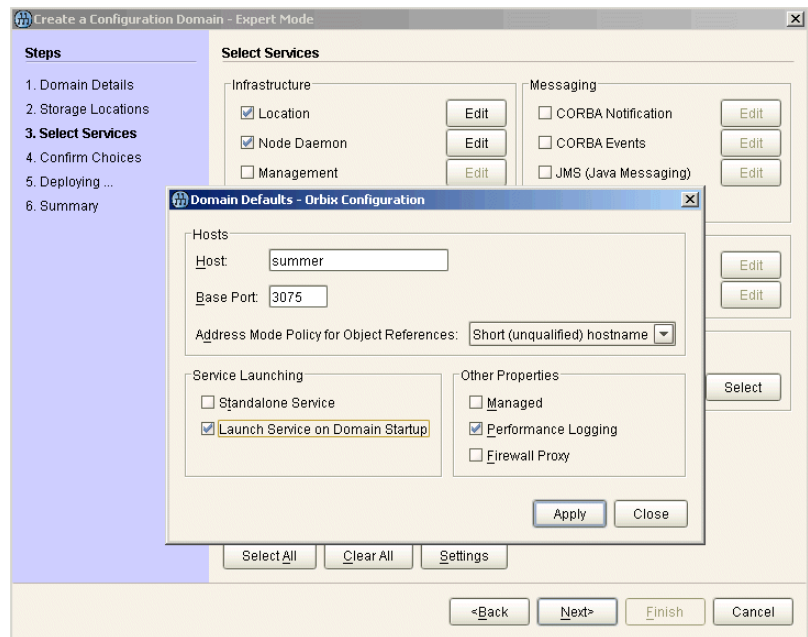 Create a Configuration Domain - Expert Mode
Steps
1. Domain Details
2. Storage Locations
3. Select Services
4. Confirm Choices
5. Deploying ...
6. Summary
Select Services
Infrastructure
Location Edit
Node Daemon Edit
Management Edit
Messaging
CORBA Notification Edit
CORBA Events Edit
JMS (Java Messaging) Edit
Edit
Edit
Select
Domain Defaults - Orbix Configuration
Hosts
Host: summer
Base Port: 3075
Address Mode Policy for Object References: Short (unqualified) hostname
Service Launching
Standalone Service
Launch Service on Domain Startup
Other Properties
Managed
Performance Logging
Firewall Proxy
Apply Close
Select All Clear All Settings
<Back Next> Finish Cancel